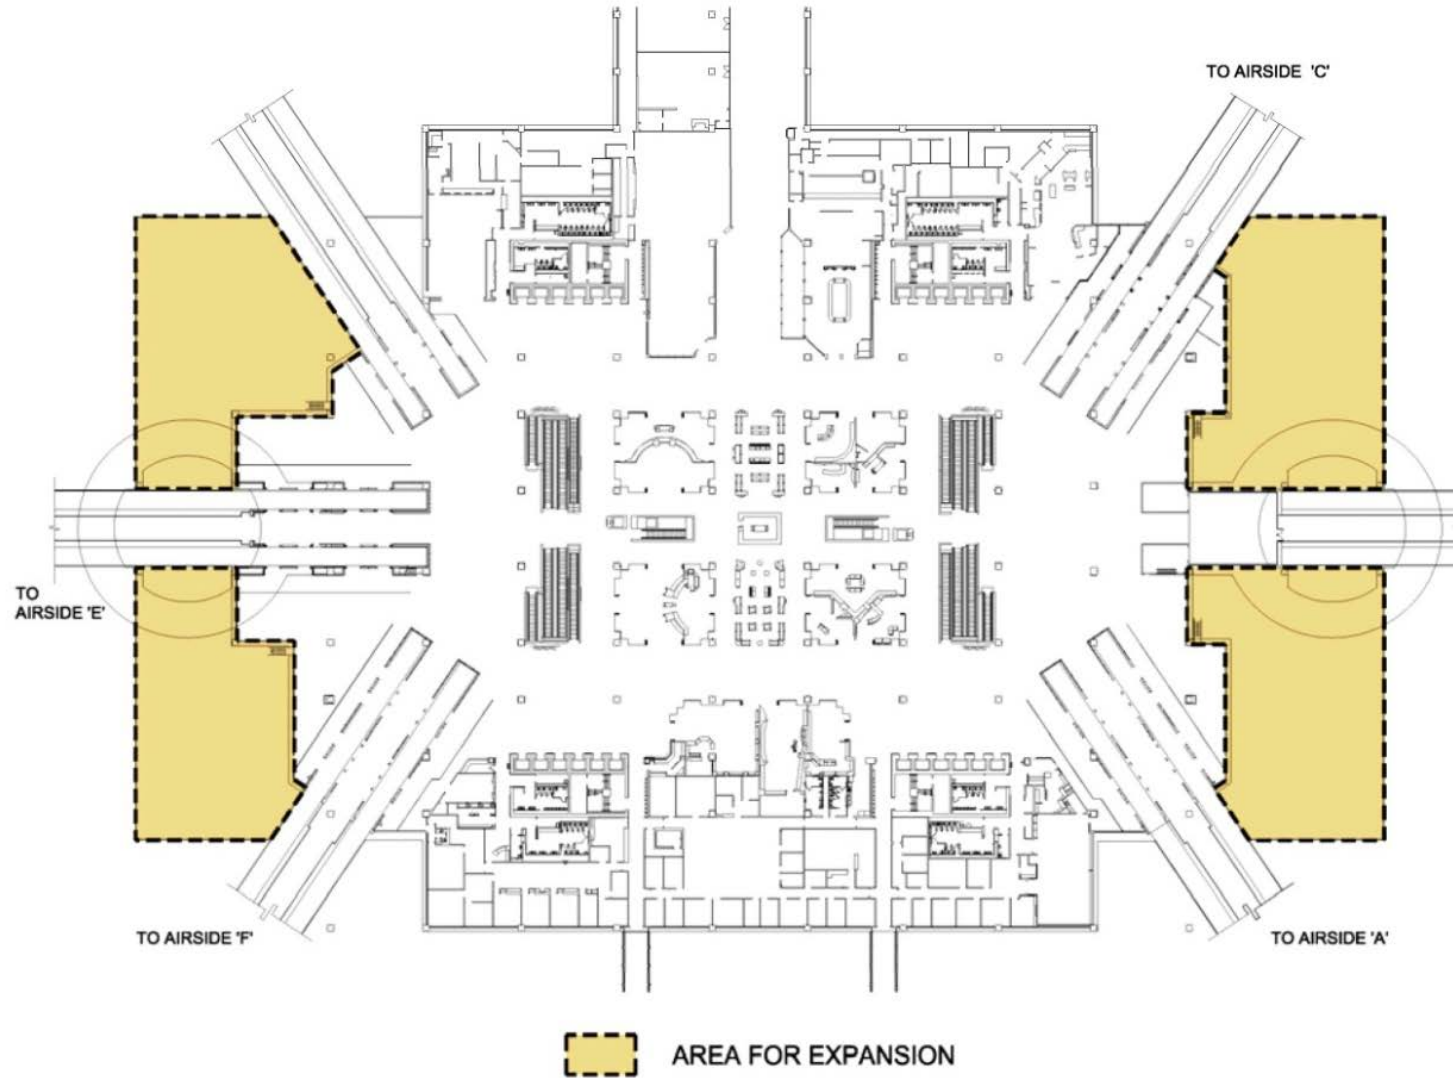 TO AIRSIDE 'C'
TO
AIRSIDE 'E'
TO AIRSIDE 'F'
TO AIRSIDE 'A'
AREA FOR EXPANSION